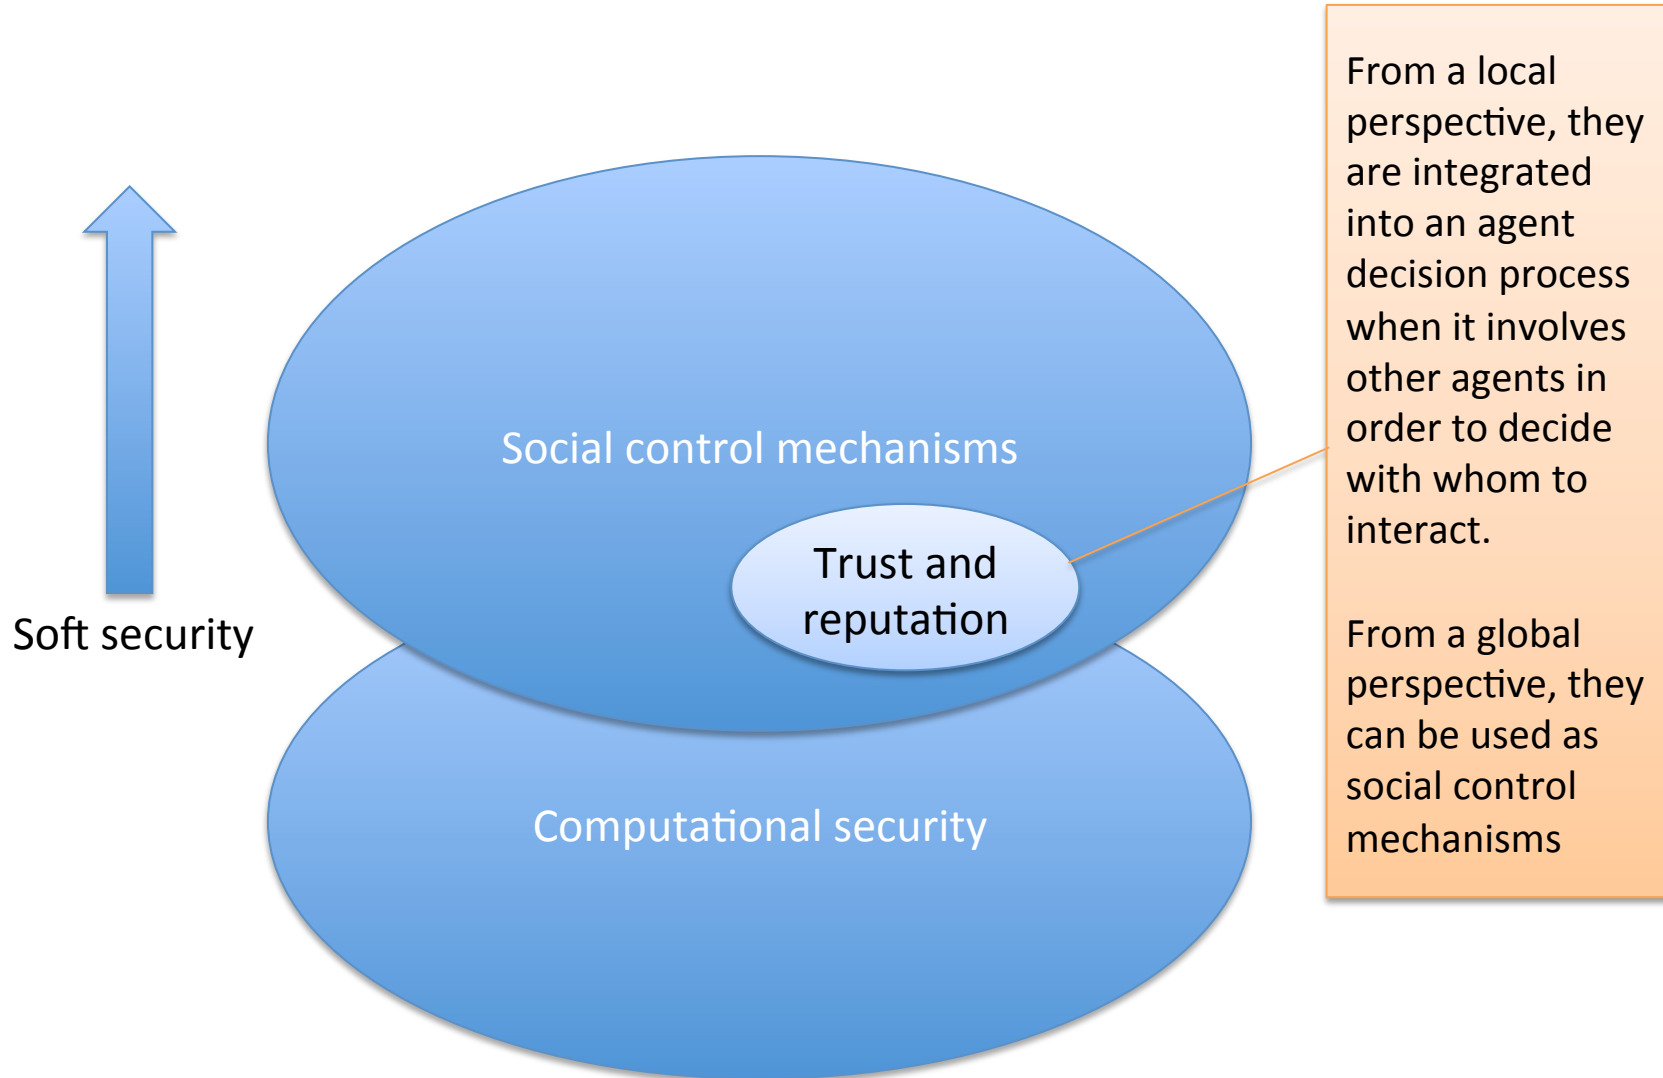 Soft security
Social control mechanisms
Trust and
reputation
Computational security
From a local
perspective, they
are integrated
into an agent
decision process
when it involves
other agents in
order to decide
with whom to
interact.
From a global
perspective, they
can be used as
social control
mechanisms